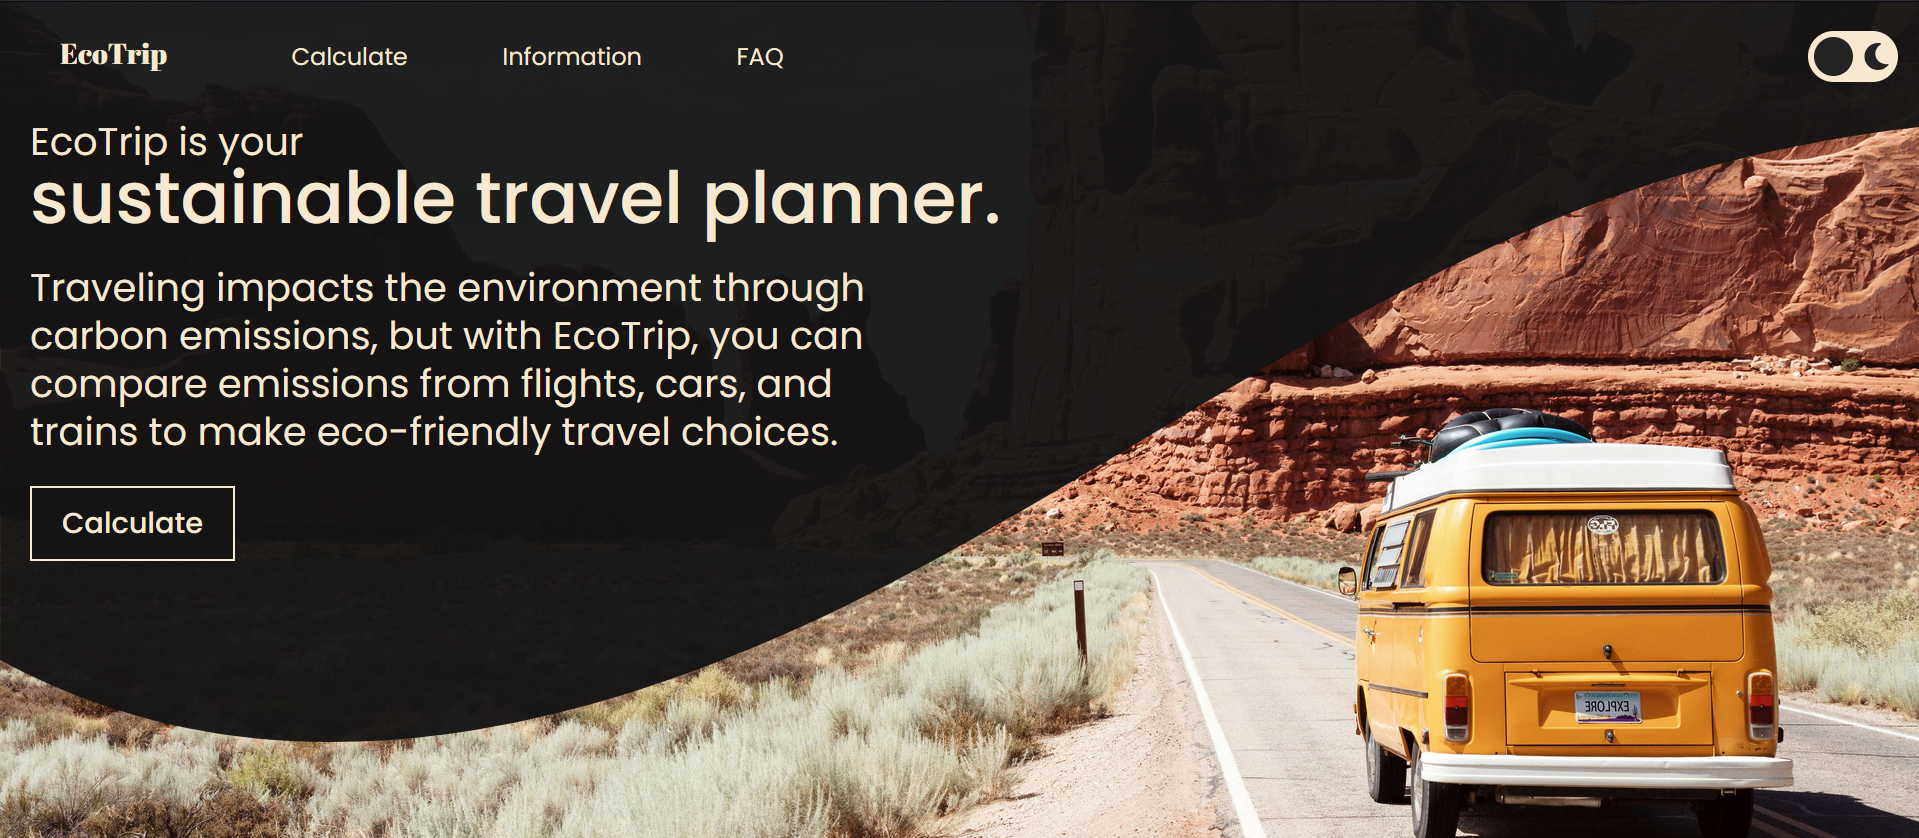 EcoTrip
Calculate
Information
FAQ
EcoTrip is your
sustainable travel planner.
Traveling impacts the environment through
carbon emissions, but with EcoTrip, you can
compare emissions from flights, cars, and
trains to make eco-friendly travel choices.
Calculate
EXPLORE